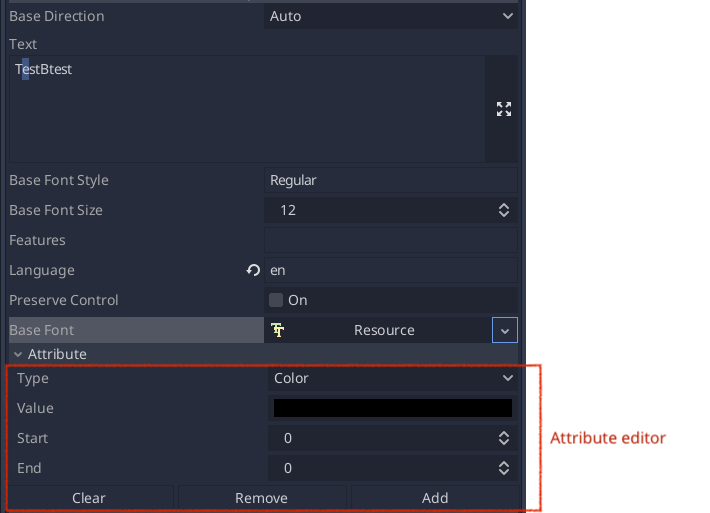 Base Direction Auto
Text
TestBtest
Base Font Style Regular
Base Font Size 12
Features
Language en
Preserve Control On
Base Font Resource
Attribute
Type Color
Value
Start 0
Attribute editor
End 0
Clear Remove Add